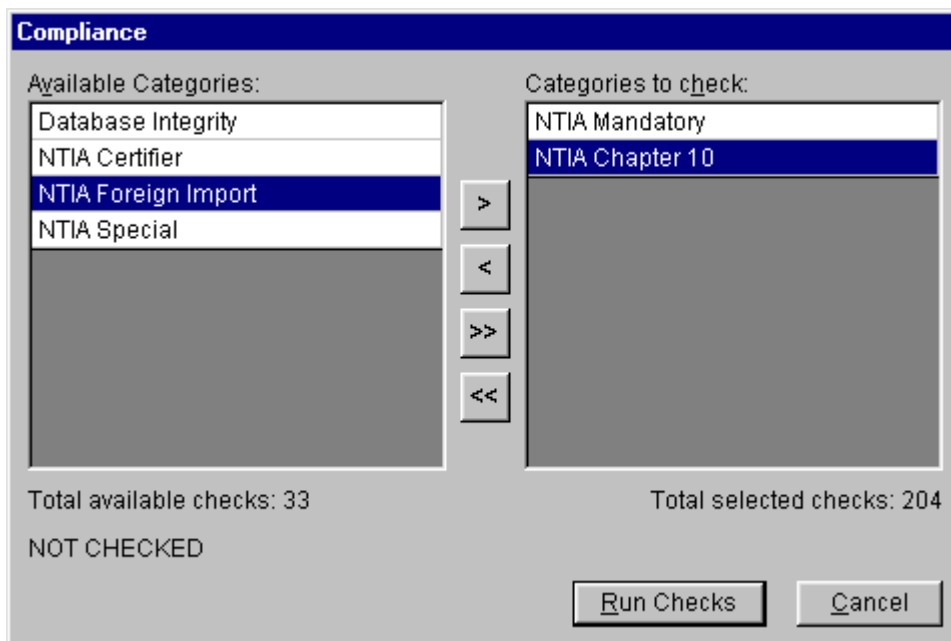 Compliance
Available Categories:
Database Integrity
NTIA Certifier
NTIA Foreign Import
NTIA Special
>
<
>>
<<
Categories to check:
NTIA Mandatory
NTIA Chapter 10
Total available checks: 33
Total selected checks: 204
NOT CHECKED
Run Checks
Cancel